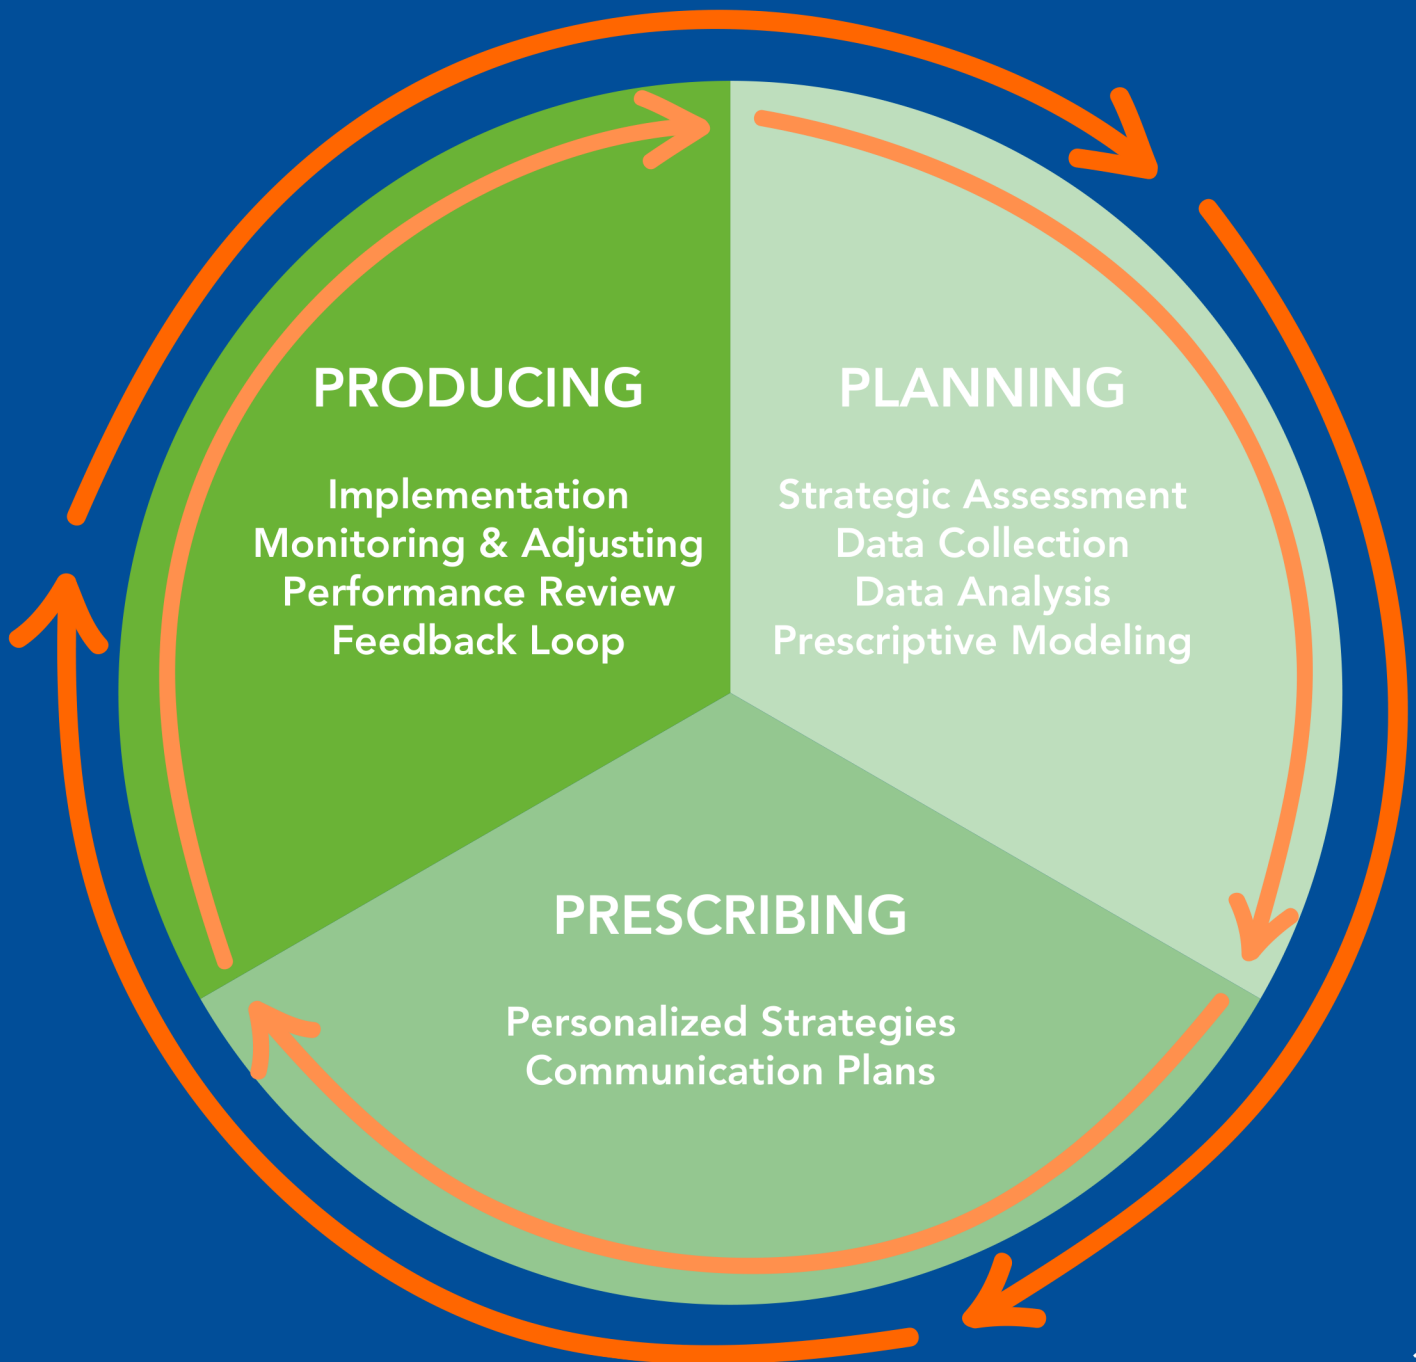 PRODUCING
Implementation
Monitoring & Adjusting
Performance Review
Feedback Loop
PLANNING
Strategic Assessment
Data Collection
Data Analysis
Prescriptive Modeling
PRESCRIBING
Personalized Strategies
Communication Plans